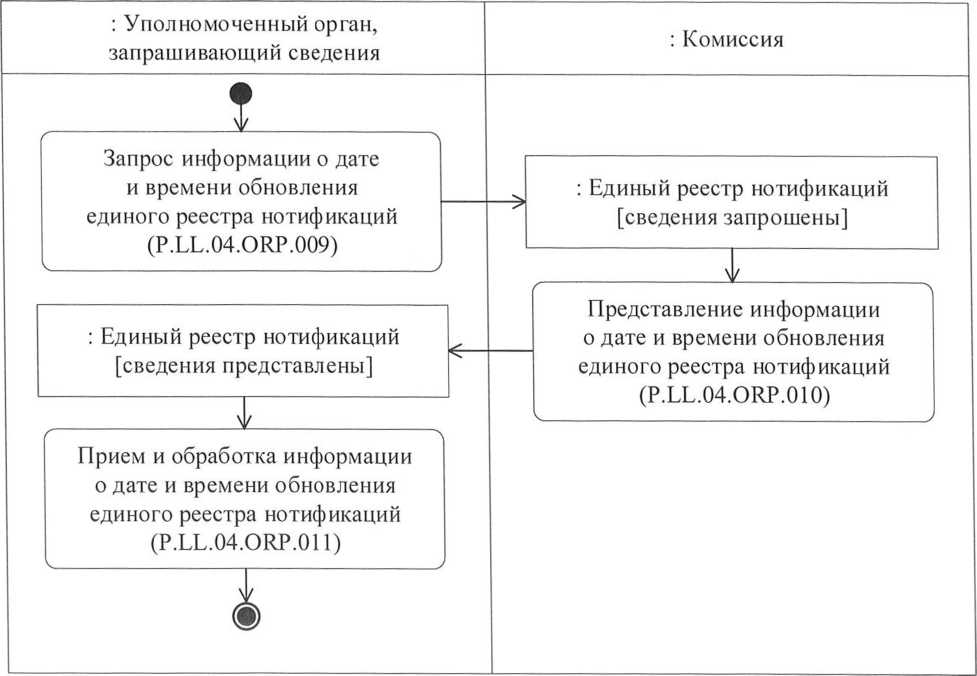 : Уполномоченный орган,
запрашивающий сведения
: Комиссия
Запрос информации о дате
и времени обновления
единого реестра нотификаций
(P.LL.04.ORP.009)
: Единый реестр нотификаций
[сведения запрошены]
Представление информации
о дате и времени обновления
единого реестра нотификаций
(P.LL.04.ORP.010)
: Единый реестр нотификаций
[сведения представлены]
Прием и обработка информации
о дате и времени обновления
единого реестра нотификаций
(P.LL.04.ORP.011)